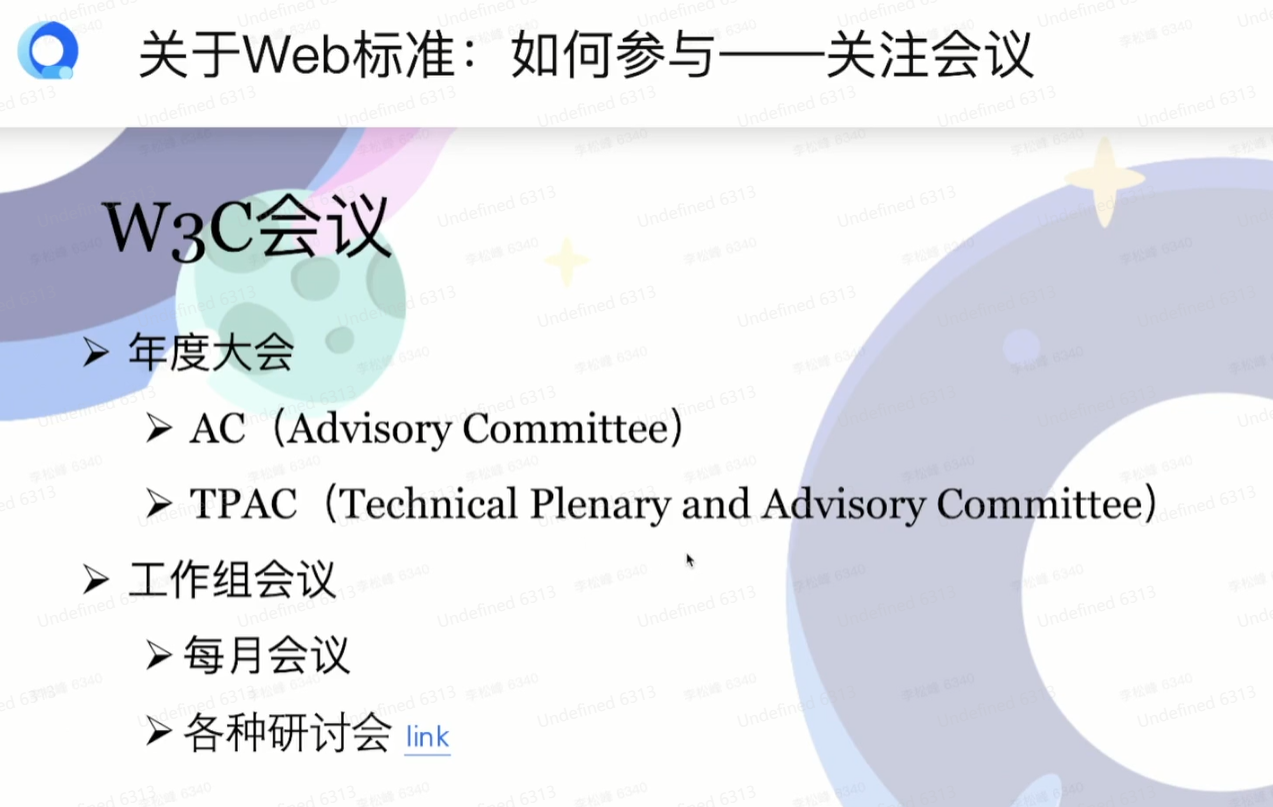 关于Web标准：如何参与——关注会议
W3C会议
➢ 年度大会
➢ AC（Advisory Committee）
➢ TPAC（Technical Plenary and Advisory Committee）
➢ 工作组会议
➢ 每月会议
➢ 各种研讨会 link
Undefined 6313
李松峰 6340